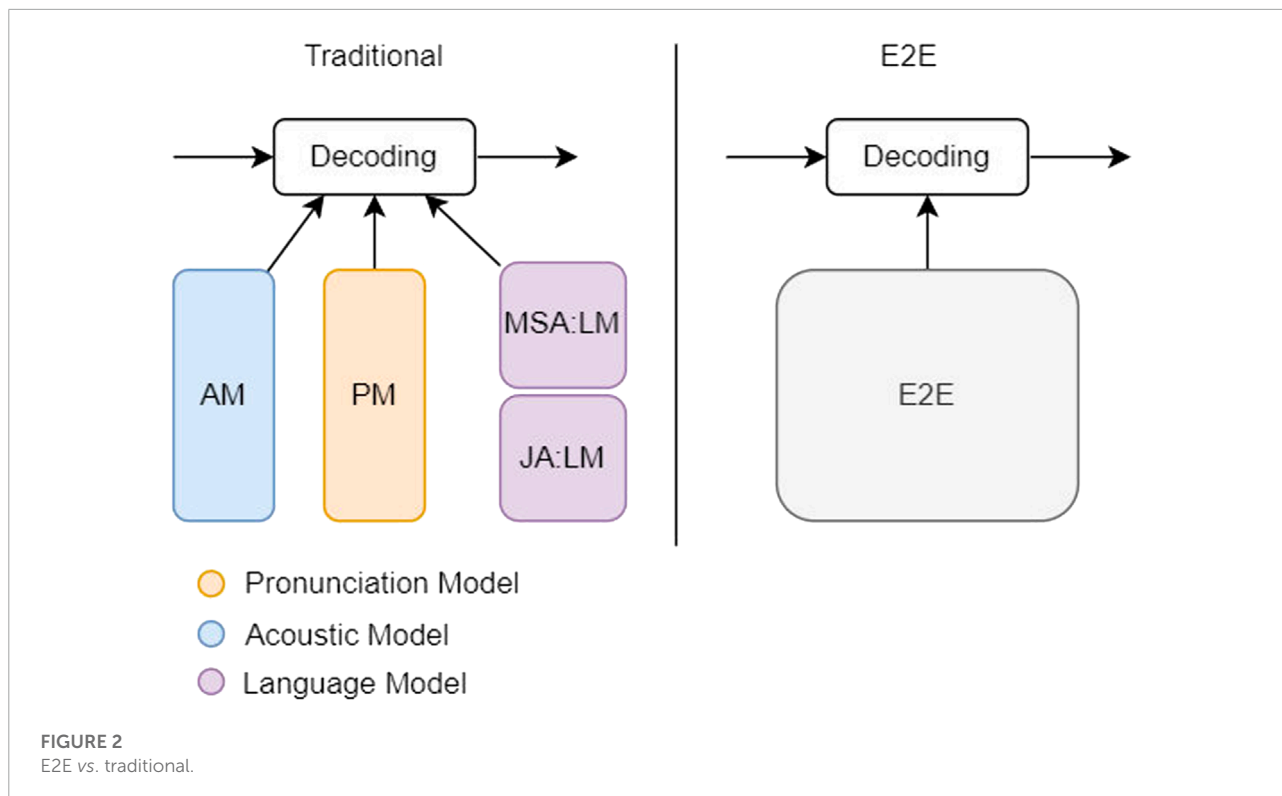 Traditional
E2E
Decoding
Decoding
AM
PM
MSA:LM
JA:LM
E2E
Pronunciation Model
Acoustic Model
Language Model
FIGURE 2
E2E vs. traditional.